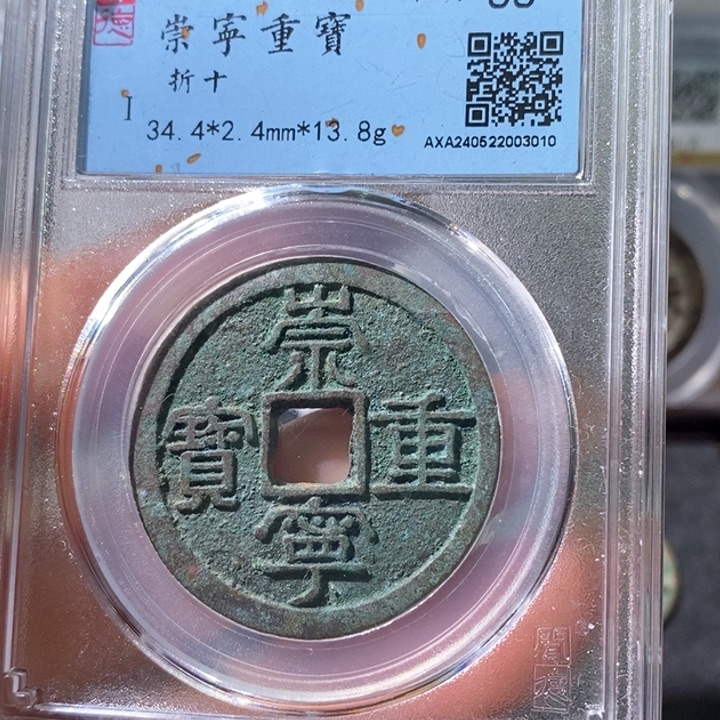 崇寧重寶
折十
I
34.4*2.4mm*13.8g
AXA240522003010
崇
寶 重
寧